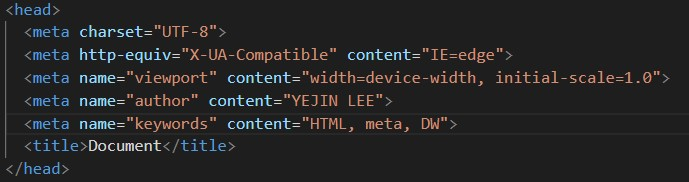 <head>
<meta charset="UTF-8">
<meta http-equiv="X-UA-Compatible" content="IE=edge">
<meta name="viewport" content="width=device-width, initial-scale=1.0">
<meta name="author" content="YEJIN LEE">
<meta name="keywords" content="HTML, meta, DW">
<title>Document</title>
</head>